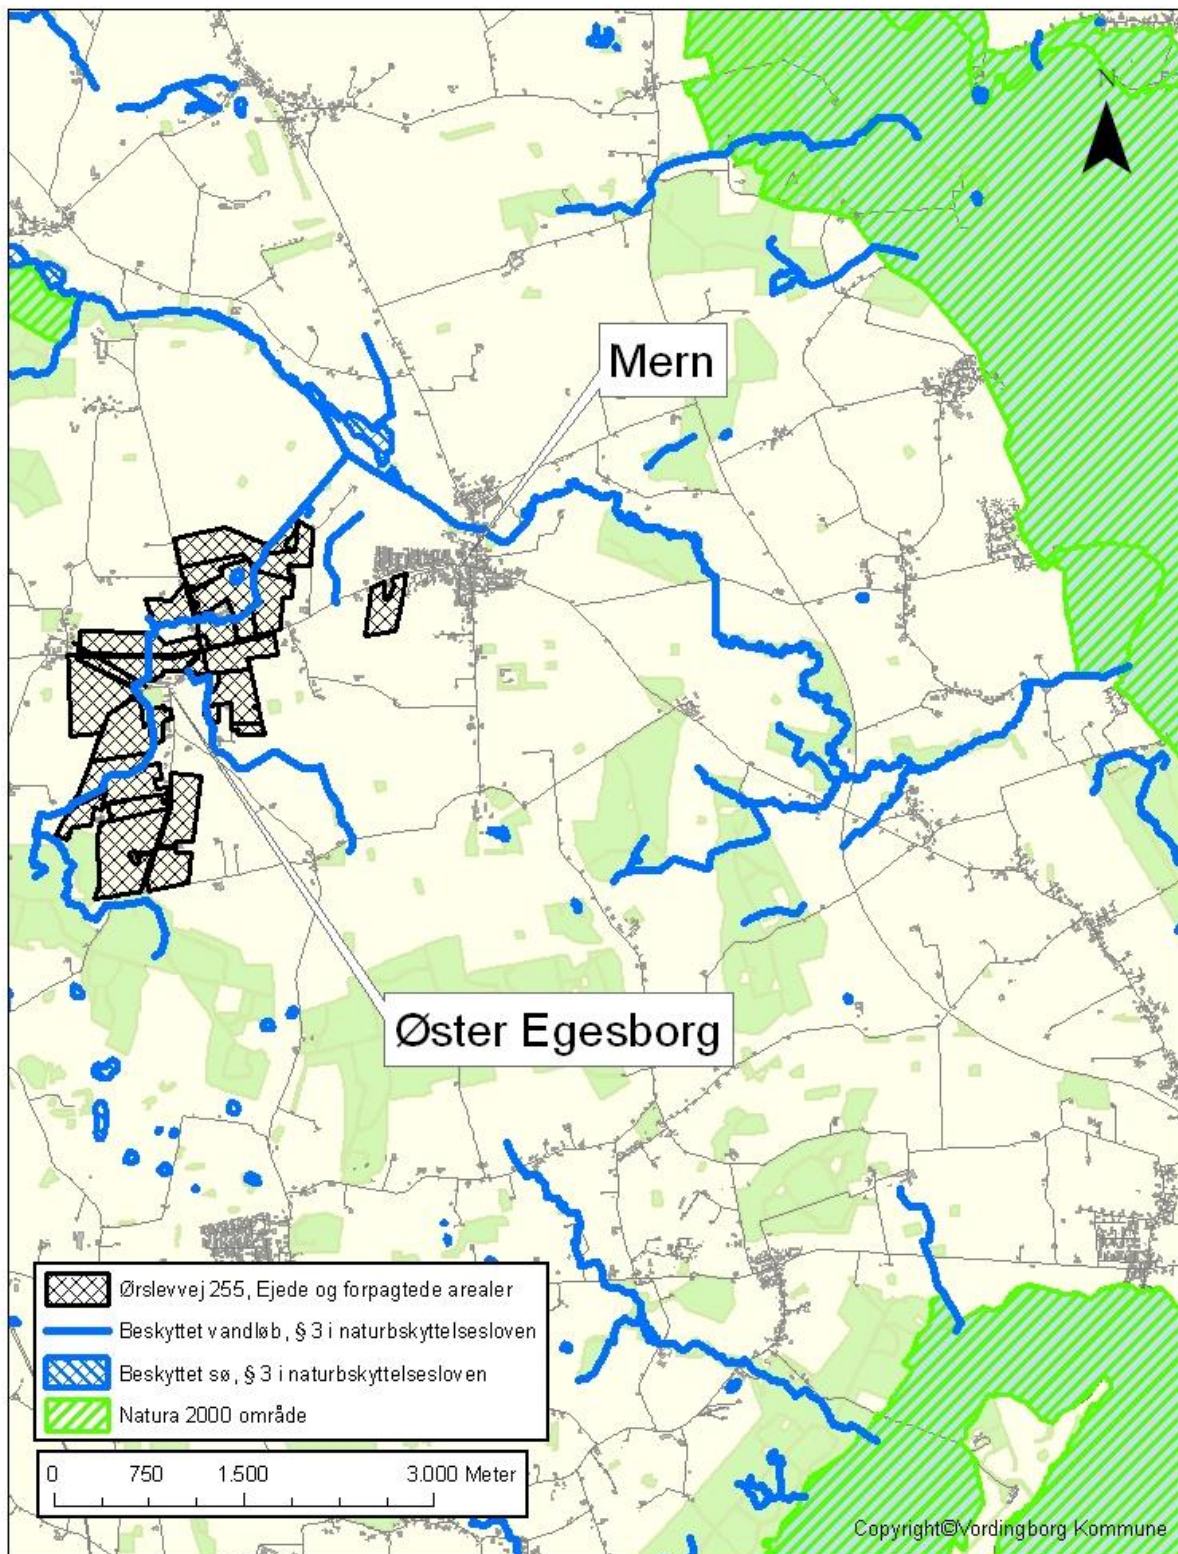 N
Mern
Øster Egesborg
Ørslevvej 255, Ejede og forpagtede arealer
Beskyttet vandløb, § 3 i naturbskyttelsesloven
Beskyttet sø, § 3 i naturbskyttelsesloven
Natura 2000 område
0 750 1.500 3.000 Meter
Copyright©Vordingborg Kommune